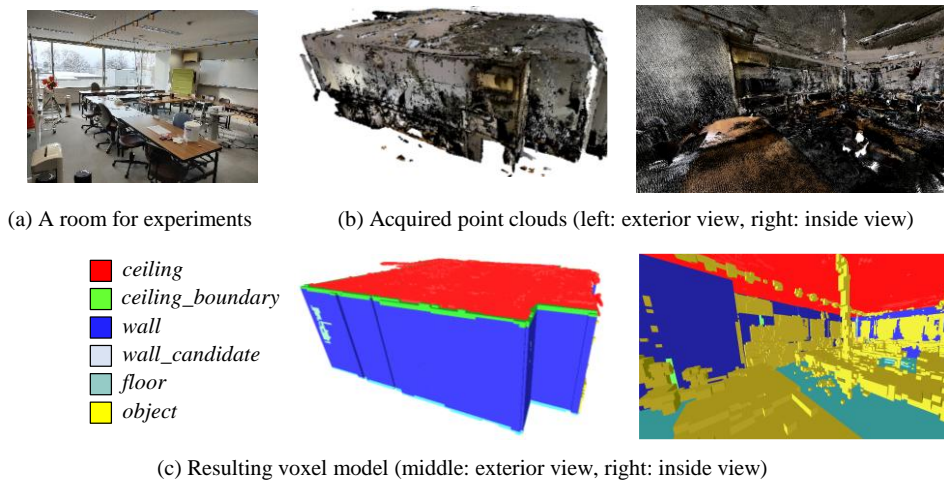 (a) A room for experiments
(b) Acquired point clouds (left: exterior view, right: inside view)
ceiling
ceiling_boundary
wall
wall_candidate
floor
object
(c) Resulting voxel model (middle: exterior view, right: inside view)